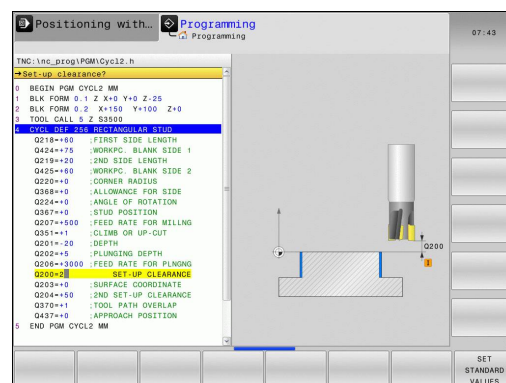 Positioning with...
Programming
Programming
07:43
TNC:\nc_prog\PGM\Cycl2.h
→Set-up clearance?
0 BEGIN PGM CYCL2 MM
1 BLK FORM 0.1 Z X+0 Y+0 Z-25
2 BLK FORM 0.2 X+150 Y+100 Z+0
3 TOOL CALL 5 Z S3500
4 CYCL DEF 256 RECTANGULAR STUD
Q218=+60 ;FIRST SIDE LENGTH
Q424=+75 ;WORKPC. BLANK SIDE 1
Q219=+20 ;2ND SIDE LENGTH
Q425=+60 ;WORKPC. BLANK SIDE 2
Q220=+0 ;CORNER RADIUS
Q368=+0 ;ALLOWANCE FOR SIDE
Q224=+0 ;ANGLE OF ROTATION
Q367=+0 ;STUD POSITION
Q207=+500 ;FEED RATE FOR MILLNG
Q351=+1 ;CLIMB OR UP-CUT
Q201=-20 ;DEPTH
Q202=+5 ;PLUNGING DEPTH
Q206=+3000 ;FEED RATE FOR PLNGNG
Q200=2 SET-UP CLEARANCE
Q203=+0 ;SURFACE COORDINATE
Q204=+50 ;2ND SET-UP CLEARANCE
Q370=+1 ;TOOL PATH OVERLAP
Q437=+0 ;APPROACH POSITION
5 END PGM CYCL2 MM
Q200
SET
STANDARD
VALUES